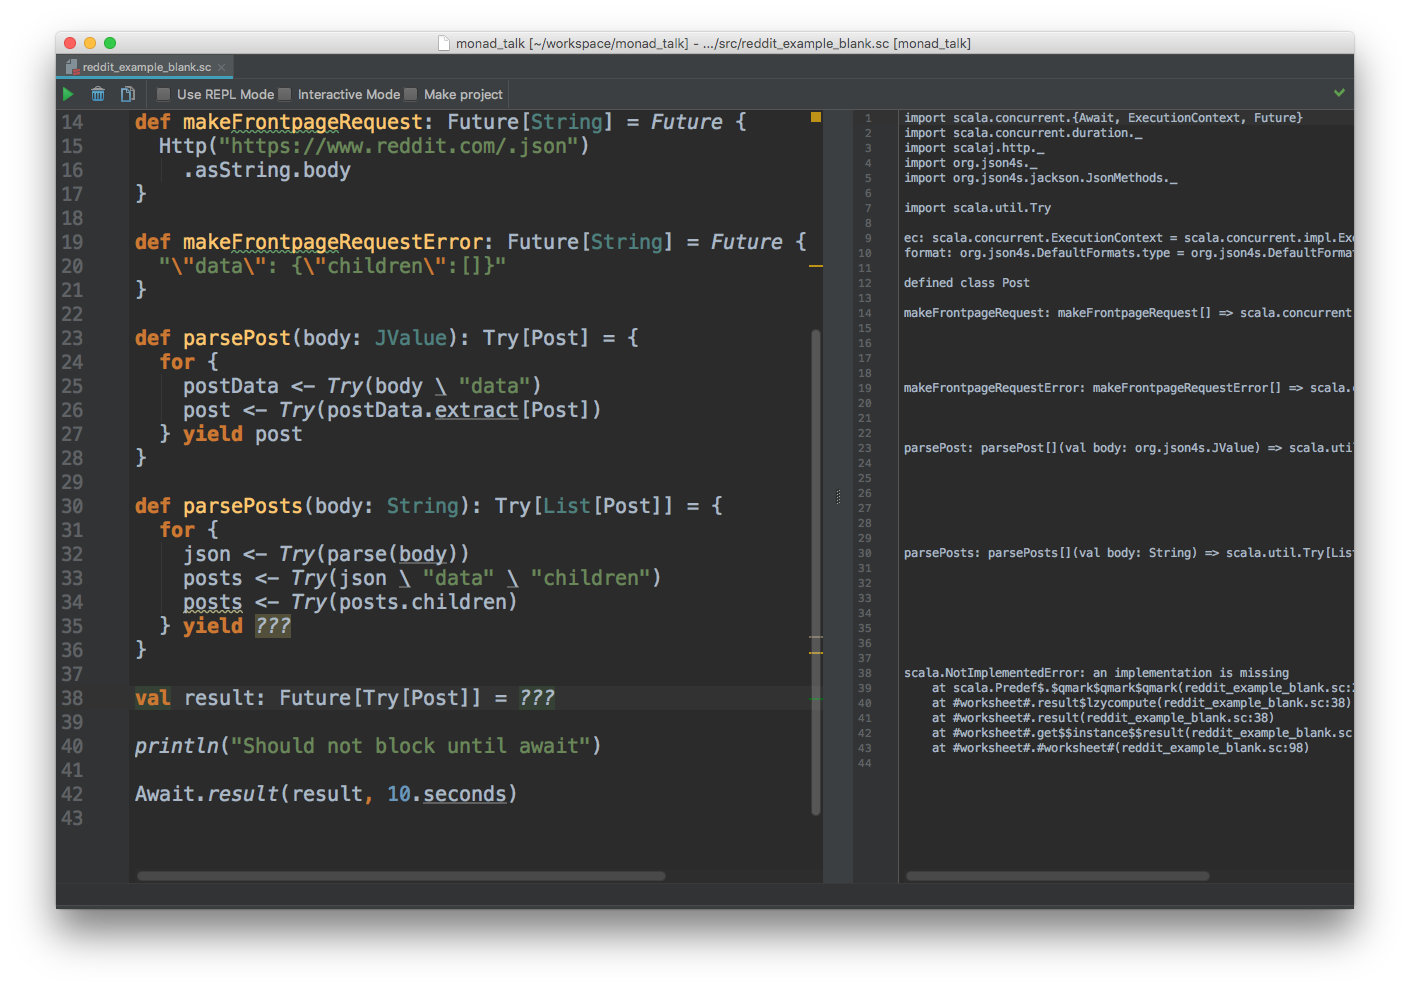 monad_talk [~/workspace/monad_talk] - .../src/reddit_example_blank.sc [monad_talk]
reddit_example_blank.sc
Use REPL Mode Interactive Mode Make project
14 def makeFrontpageRequest: Future[String] = Future {
15 Http("https://www.reddit.com/.json")
16 .asString.body
17 }
18
19 def makeFrontpageRequestError: Future[String] = Future {
20 "\"data\": {\"children\":[]}"
21 }
22
23 def parsePost(body: JValue): Try[Post] = {
24 for {
25 postData <- Try(body \ "data")
26 post <- Try(postData.extract[Post])
27 } yield post
28 }
29
30 def parsePosts(body: String): Try[List[Post]] = {
31 for {
32 json <- Try(parse(body))
33 posts <- Try(json \ "data" \ "children")
34 posts <- Try(posts.children)
35 } yield ???
36 }
37
38 val result: Future[Try[Post]] = ???
39
40 println("Should not block until await")
41
42 Await.result(result, 10.seconds)
43
1 import scala.concurrent.{Await, ExecutionContext, Future}
2 import scala.concurrent.duration._
3 import scalaj.http._
4 import org.json4s._
5 import org.json4s.jackson.JsonMethods._
6
7 import scala.util.Try
8
9 ec: scala.concurrent.ExecutionContext = scala.concurrent.impl.Exe
10 format: org.json4s.DefaultFormats.type = org.json4s.DefaultFormat
11
12 defined class Post
13
14 makeFrontpageRequest: makeFrontpageRequest[] => scala.concurrent
15
16
17
18
19 makeFrontpageRequestError: makeFrontpageRequestError[] => scala.
20
21
22
23 parsePost: parsePost[](val body: org.json4s.JValue) => scala.uti
24
25
26
27
28
29
30 parsePosts: parsePosts[](val body: String) => scala.util.Try[Lis
31
32
33
34
35
36
37
38 scala.NotImplementedError: an implementation is missing
39 at scala.Predef$.$qmark$qmark$qmark(reddit_example_blank.sc:
40 at #worksheet#.result$lzycompute(reddit_example_blank.sc:38)
41 at #worksheet#.result(reddit_example_blank.sc:38)
42 at #worksheet#.get$$instance$$result(reddit_example_blank.sc
43 at #worksheet#.#worksheet#(reddit_example_blank.sc:98)
44